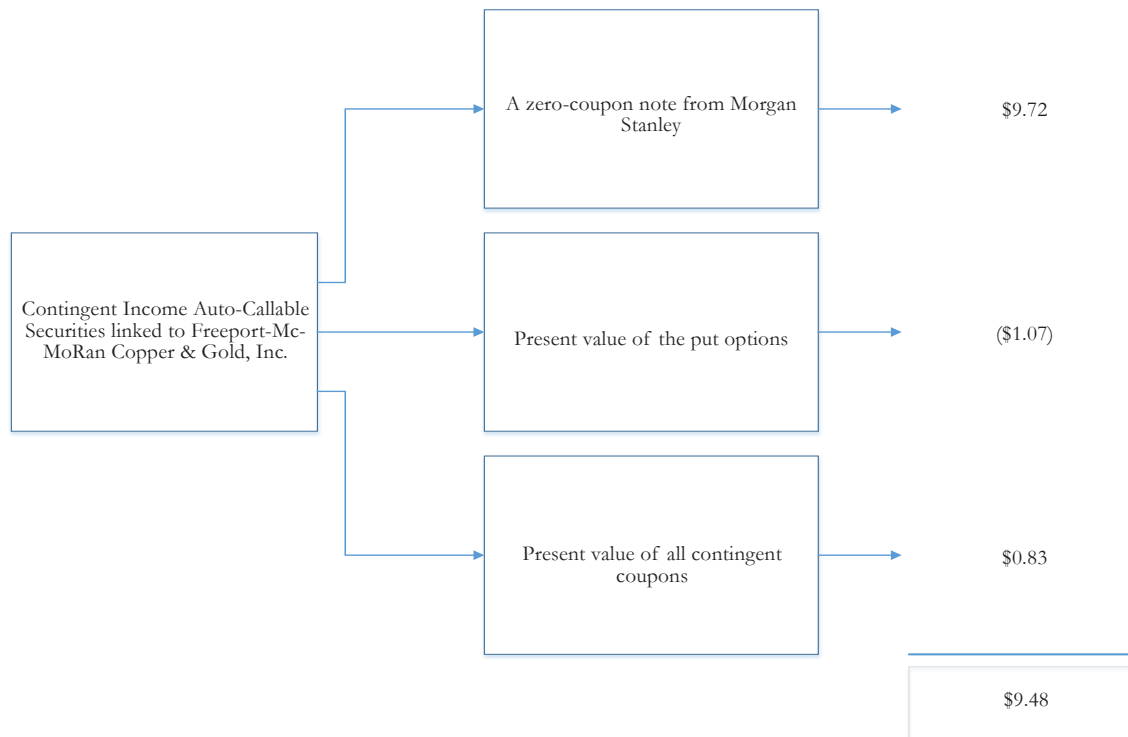 A zero-coupon note from Morgan
Stanley
$9.72
Contingent Income Auto-Callable
Securities linked to Freeport-Mc-
MoRan Copper & Gold, Inc.
Present value of the put options
($1.07)
Present value of all contingent
coupons
$0.83
$9.48